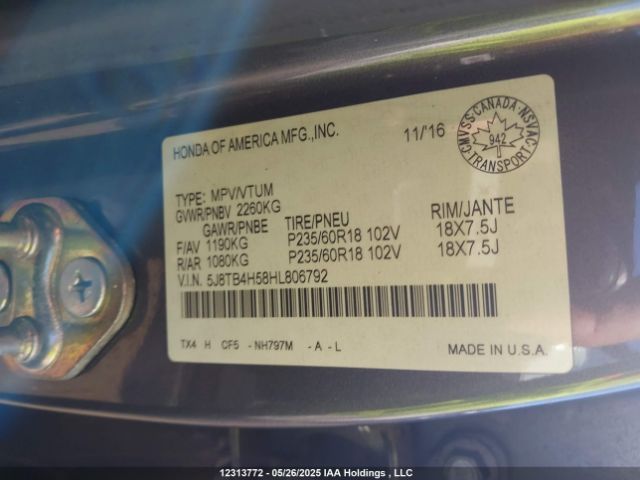 HONDA OF AMERICA MFG.,INC. 11/'16
CMVSS·CANADA·NSVAC
942
TRANSPORT
TYPE: MPV/VTUM
GVWR/PNBV 2260KG
GAWR/PNBE TIRE/PNEU RIM/JANTE
F/AV 1190KG P235/60R18 102V 18X7.5J
R/AR 1080KG P235/60R18 102V 18X7.5J
V.I.N. 5J8TB4H58HL806792
TX4 H CF5 - NH797M - A - L MADE IN U.S.A.
12313772 — 05/26/2025 IAA Holdings , LLC